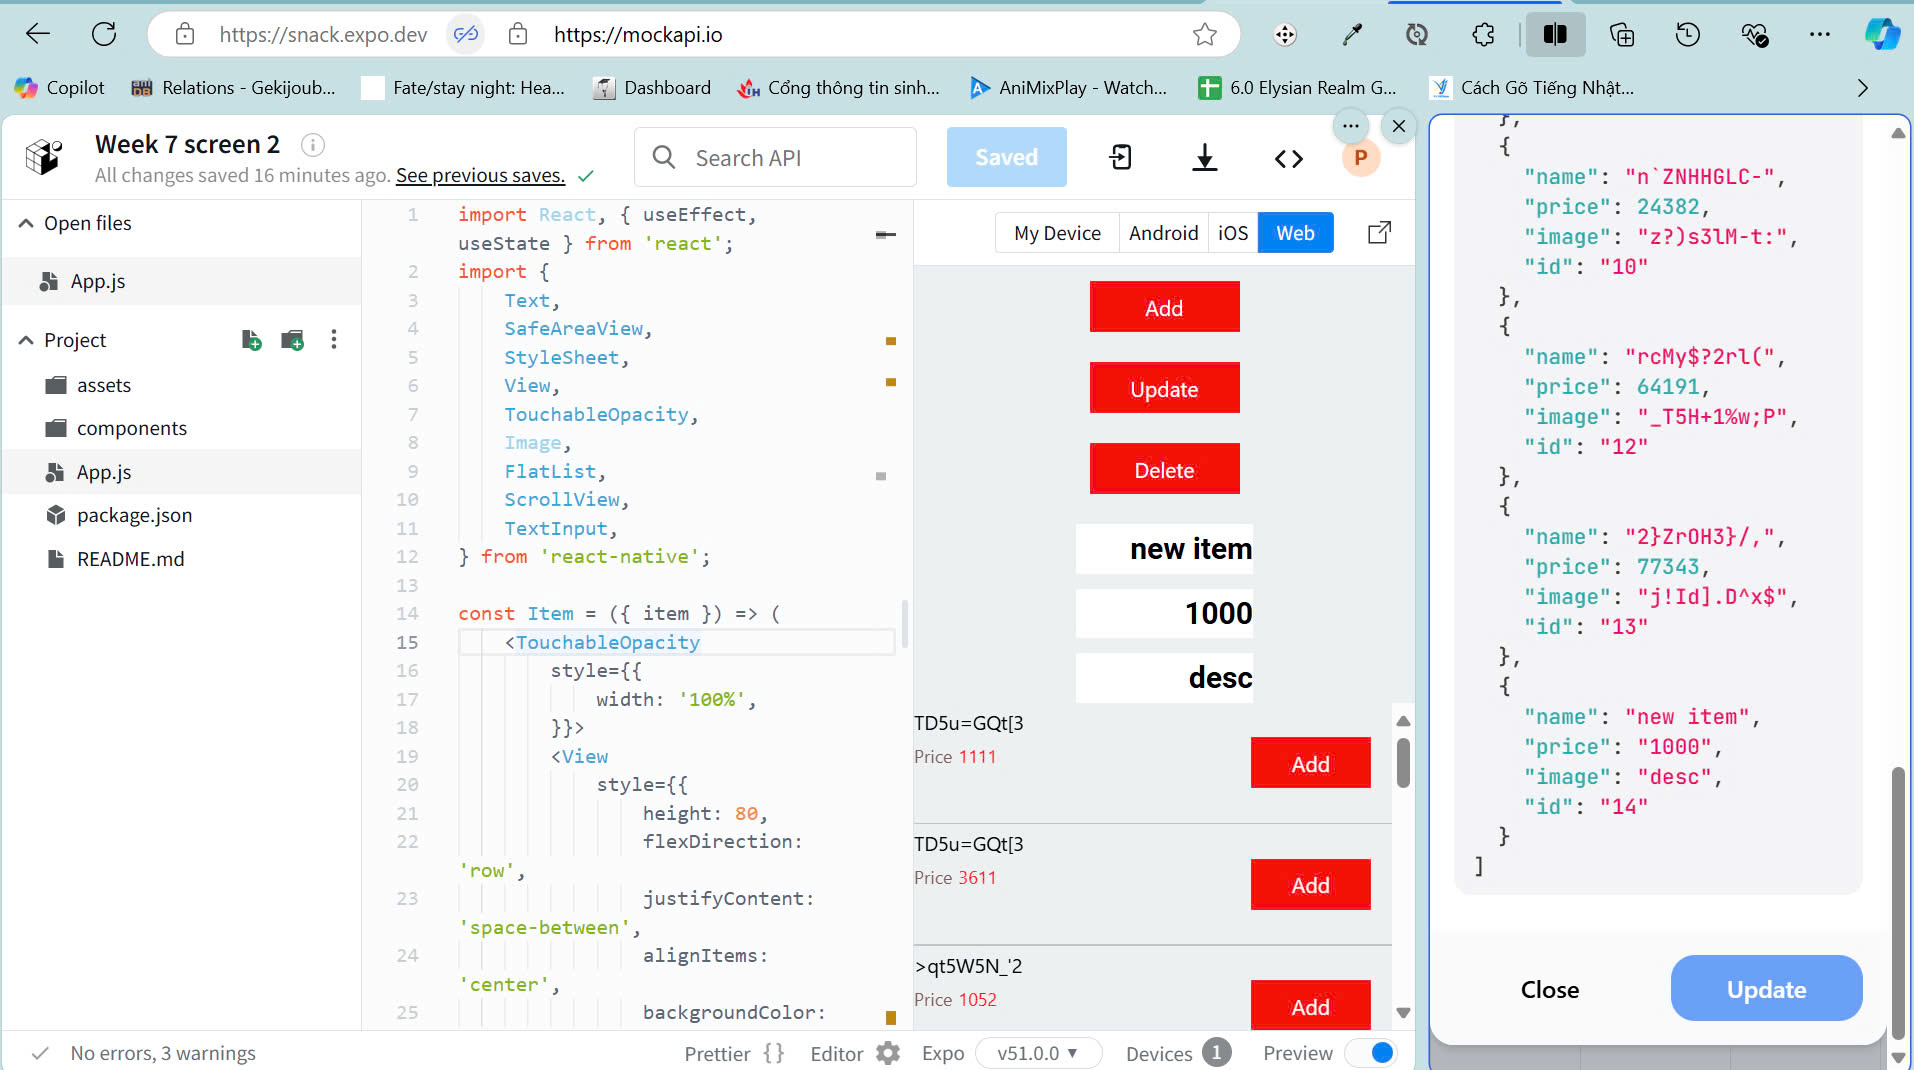 https://snack.expo.dev
https://mockapi.io
Copilot
Relations - Gekijoub...
Fate/stay night: Hea...
Dashboard
Cổng thông tin sinh...
AniMixPlay - Watch...
6.0 Elysian Realm G...
Cách Gõ Tiếng Nhật...
Week 7 screen 2
All changes saved 16 minutes ago. See previous saves.
Search API
Saved
P
Open files
App.js
Project
assets
components
App.js
package.json
README.md
1 import React, { useEffect,
useState } from 'react';
2 import {
3 Text,
4 SafeAreaView,
5 StyleSheet,
6 View,
7 TouchableOpacity,
8 Image,
9 FlatList,
10 ScrollView,
11 TextInput,
12 } from 'react-native';
13
14 const Item = ({ item }) => (
15 <TouchableOpacity
16 style={{
17 width: '100%',
18 }}>
19 <View
20 style={{
21 height: 80,
22 flexDirection:
'row',
23 justifyContent:
'space-between',
24 alignItems:
'center',
25 backgroundColor:
My Device
Android
iOS
Web
Add
Update
Delete
new item
1000
desc
TD5u=GQt[3
Price 1111
Add
TD5u=GQt[3
Price 3611
Add
>qt5W5N_'2
Price 1052
Add
},
{
"name": "n`ZNHHGLC-",
"price": 24382,
"image": "z?)s3lM-t:",
"id": "10"
},
{
"name": "rcMy$?2rl(",
"price": 64191,
"image": "_T5H+1%w;P",
"id": "12"
},
{
"name": "2}ZrOH3}/,",
"price": 77343,
"image": "j!Id].D^x$",
"id": "13"
},
{
"name": "new item",
"price": "1000",
"image": "desc",
"id": "14"
}
]
Close
Update
No errors, 3 warnings
Prettier {}
Editor
Expo
v51.0.0
Devices 1
Preview